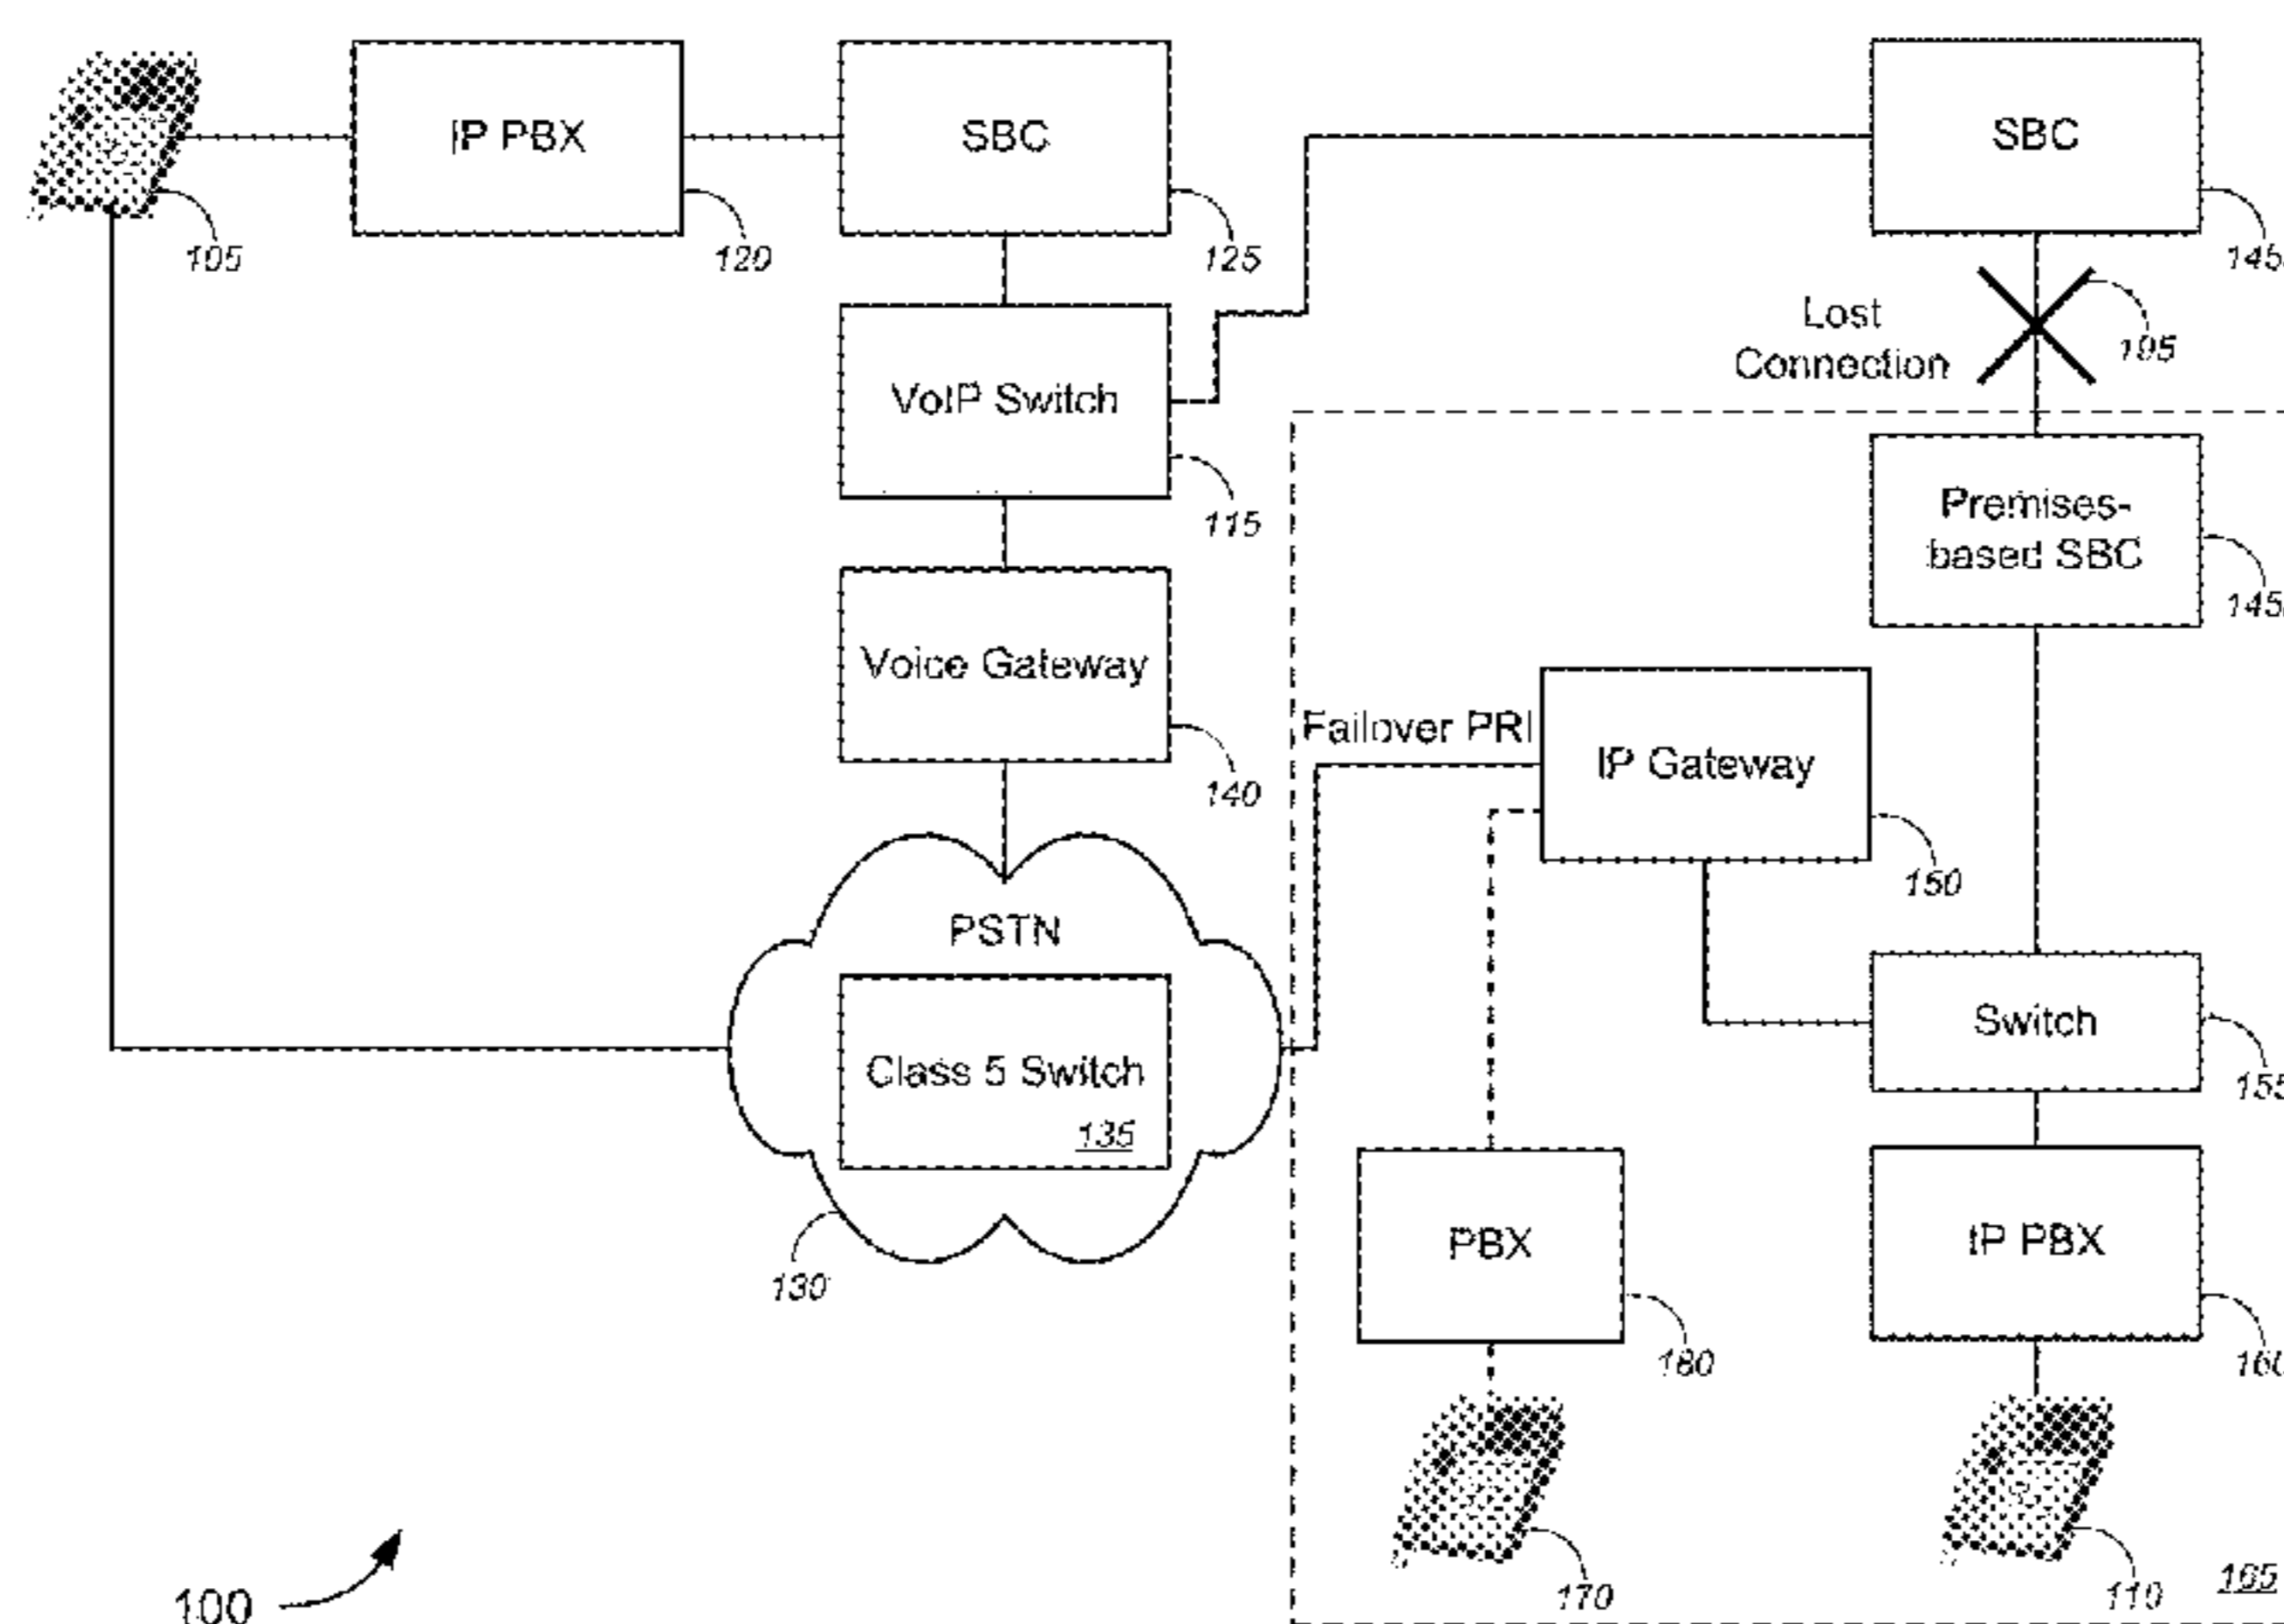 IP PBX
SBC
SBC
105
120
125
145
Lost
Connection
195
VoIP Switch
115
Premises-
based SBC
145
Voice Gateway
140
Failover PRI
IP Gateway
150
PSTN
Class 5 Switch
135
130
Switch
155
PBX
180
IP PBX
160
170
110
165
100